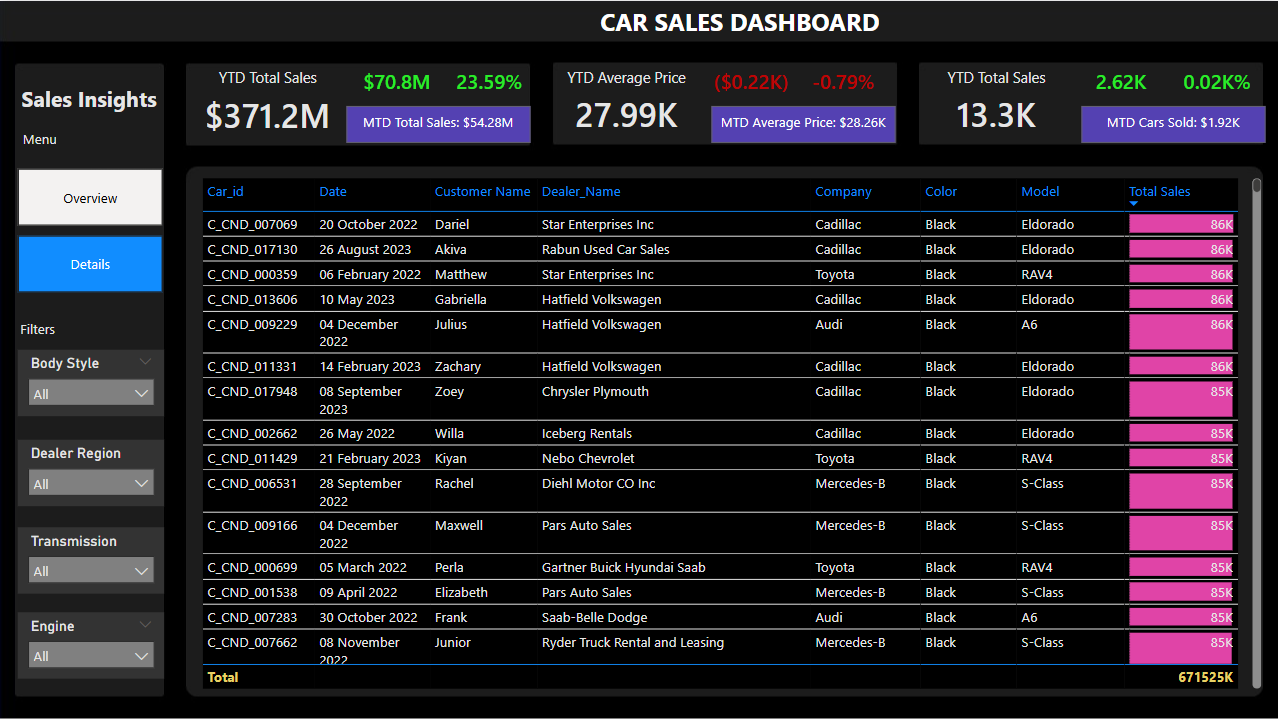 CAR SALES DASHBOARD
Sales Insights
Menu
Overview
Details
Filters
Body Style
All
Dealer Region
All
Transmission
All
Engine
All
YTD Total Sales
$371.2M
$70.8M 23.59%
MTD Total Sales: $54.28M
YTD Average Price
27.99K
($0.22K) -0.79%
MTD Average Price: $28.26K
YTD Total Sales
13.3K
2.62K 0.02K%
MTD Cars Sold: $1.92K
Car_id Date Customer Name Dealer_Name Company Color Model Total Sales
C_CND_007069 20 October 2022 Dariel Star Enterprises Inc Cadillac Black Eldorado 86K
C_CND_017130 26 August 2023 Akiva Rabun Used Car Sales Cadillac Black Eldorado 86K
C_CND_000359 06 February 2022 Matthew Star Enterprises Inc Toyota Black RAV4 86K
C_CND_013606 10 May 2023 Gabriella Hatfield Volkswagen Cadillac Black Eldorado 86K
C_CND_009229 04 December Julius Hatfield Volkswagen Audi Black A6 86K
2022
C_CND_011331 14 February 2023 Zachary Hatfield Volkswagen Cadillac Black Eldorado 86K
C_CND_017948 08 September Zoey Chrysler Plymouth Cadillac Black Eldorado 85K
2023
C_CND_002662 26 May 2022 Willa Iceberg Rentals Cadillac Black Eldorado 85K
C_CND_011429 21 February 2023 Kiyan Nebo Chevrolet Toyota Black RAV4 85K
C_CND_006531 28 September Rachel Diehl Motor CO Inc Mercedes-B Black S-Class 85K
2022
C_CND_009166 04 December Maxwell Pars Auto Sales Mercedes-B Black S-Class 85K
2022
C_CND_000699 05 March 2022 Perla Gartner Buick Hyundai Saab Toyota Black RAV4 85K
C_CND_001538 09 April 2022 Elizabeth Pars Auto Sales Mercedes-B Black S-Class 85K
C_CND_007283 30 October 2022 Frank Saab-Belle Dodge Audi Black A6 85K
C_CND_007662 08 November Junior Ryder Truck Rental and Leasing Mercedes-B Black S-Class 85K
2022
Total 671525K